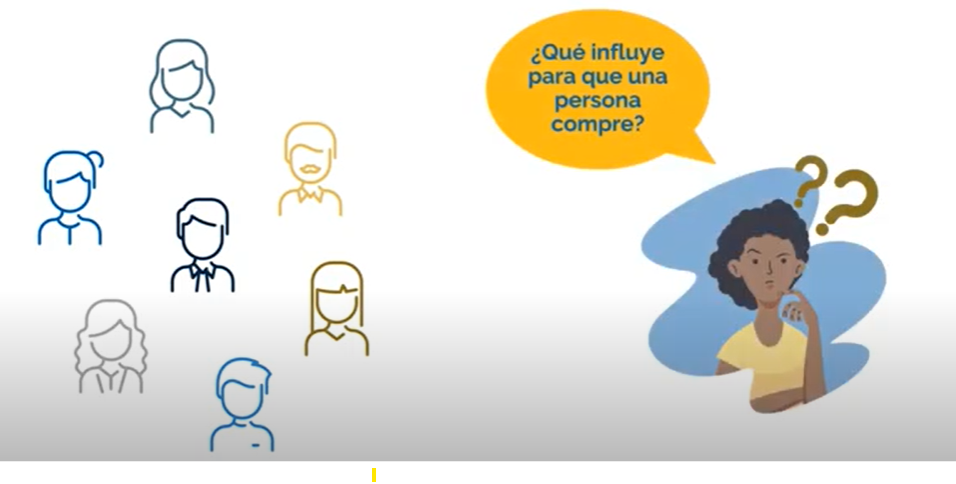 ¿Qué influye
para que una
persona
compre?